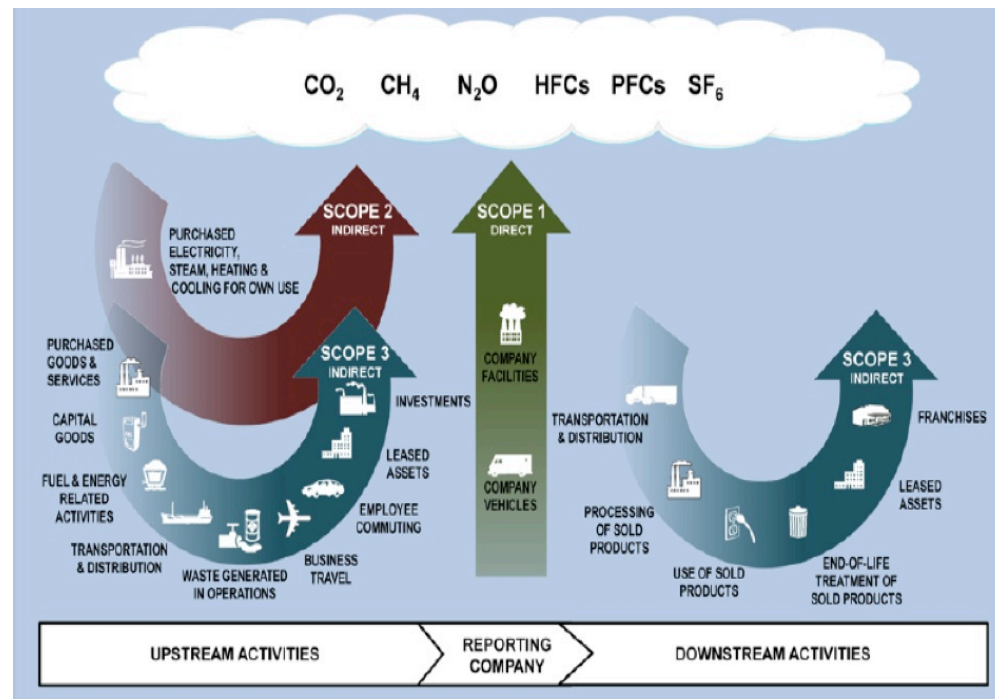 CO₂ CH₄ N₂O HFCs PFCs SF₆
SCOPE 2
INDIRECT
PURCHASED
ELECTRICITY,
STEAM, HEATING &
COOLING FOR OWN USE
SCOPE 1
DIRECT
COMPANY
FACILITIES
COMPANY
VEHICLES
SCOPE 3
INDIRECT
PURCHASED
GOODS &
SERVICES
CAPITAL
GOODS
FUEL & ENERGY
RELATED
ACTIVITIES
TRANSPORTATION
& DISTRIBUTION
WASTE GENERATED
IN OPERATIONS
BUSINESS
TRAVEL
EMPLOYEE
COMMUTING
LEASED
ASSETS
INVESTMENTS
SCOPE 3
INDIRECT
TRANSPORTATION
& DISTRIBUTION
PROCESSING
OF SOLD
PRODUCTS
USE OF SOLD
PRODUCTS
END-OF-LIFE
TREATMENT OF
SOLD PRODUCTS
LEASED
ASSETS
FRANCHISES
UPSTREAM ACTIVITIES
REPORTING
COMPANY
DOWNSTREAM ACTIVITIES